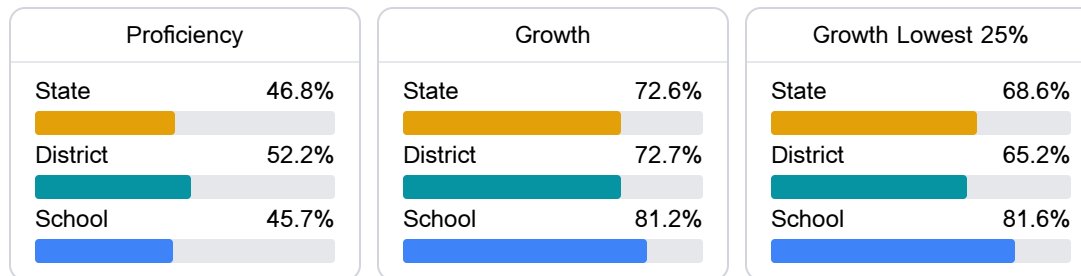 Proficiency
State 46.8%
District 52.2%
School 45.7%
Growth
State 72.6%
District 72.7%
School 81.2%
Growth Lowest 25%
State 68.6%
District 65.2%
School 81.6%